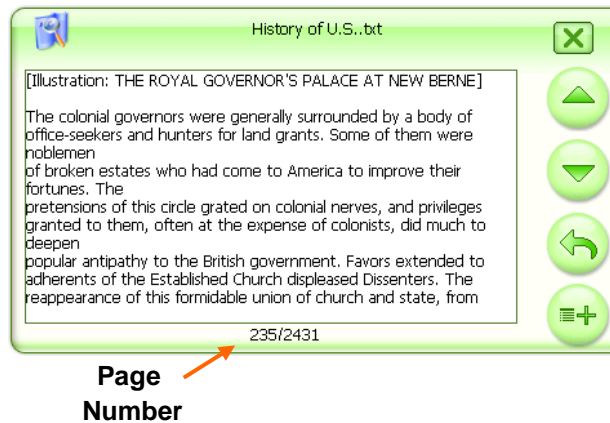 History of U.S..txt
[Illustration: THE ROYAL GOVERNOR'S PALACE AT NEW BERNE]
The colonial governors were generally surrounded by a body of
office-seekers and hunters for land grants. Some of them were
noblemen
of broken estates who had come to America to improve their
fortunes. The
pretensions of this circle grated on colonial nerves, and privileges
granted to them, often at the expense of colonists, did much to
deepen
popular antipathy to the British government. Favors extended to
adherents of the Established Church displeased Dissenters. The
reappearance of this formidable union of church and state, from
235/2431
Page
Number